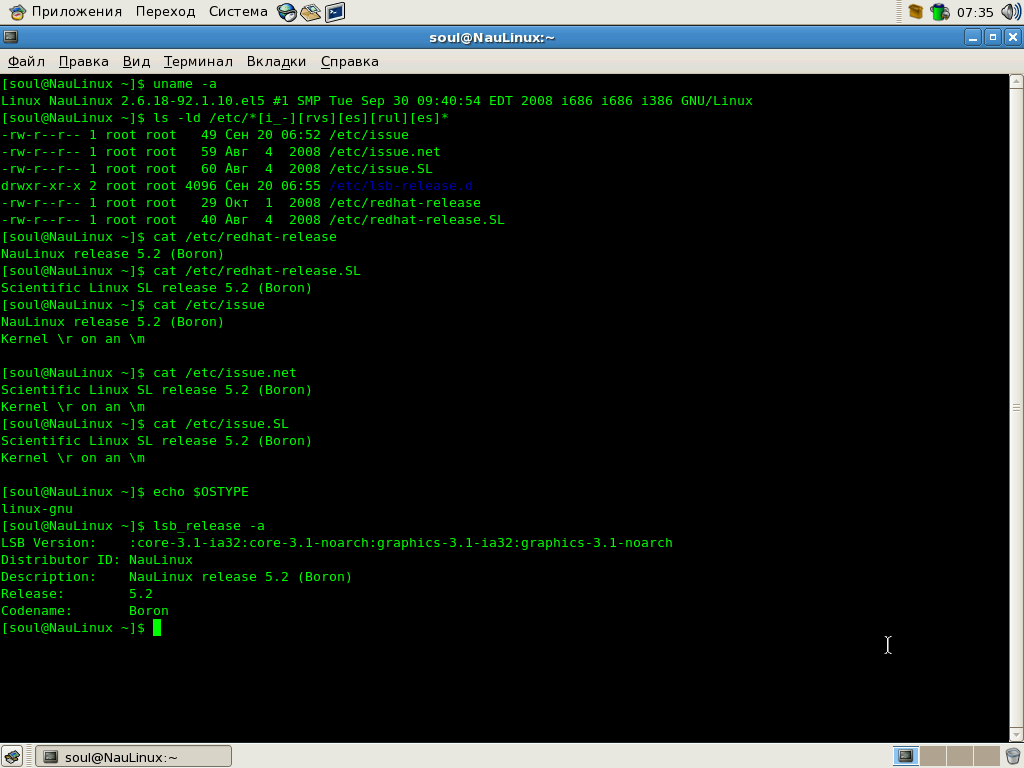 Приложения Переход Система 07:35
soul@NauLinux:~
Файл Правка Вид Терминал Вкладки Справка
[soul@NauLinux ~]$ uname -a
Linux NauLinux 2.6.18-92.1.10.el5 #1 SMP Tue Sep 30 09:40:54 EDT 2008 i686 i686 i386 GNU/Linux
[soul@NauLinux ~]$ ls -ld /etc/*[i_-][rvs][es][rul][es]*
-rw-r--r-- 1 root root   49 Сен 20 06:52 /etc/issue
-rw-r--r-- 1 root root   59 Авг  4  2008 /etc/issue.net
-rw-r--r-- 1 root root   60 Авг  4  2008 /etc/issue.SL
drwxr-xr-x 2 root root 4096 Сен 20 06:55 /etc/lsb-release.d
-rw-r--r-- 1 root root   29 Окт  1  2008 /etc/redhat-release
-rw-r--r-- 1 root root   40 Авг  4  2008 /etc/redhat-release.SL
[soul@NauLinux ~]$ cat /etc/redhat-release
NauLinux release 5.2 (Boron)
[soul@NauLinux ~]$ cat /etc/redhat-release.SL
Scientific Linux SL release 5.2 (Boron)
[soul@NauLinux ~]$ cat /etc/issue
NauLinux release 5.2 (Boron)
Kernel \r on an \m
[soul@NauLinux ~]$ cat /etc/issue.net
Scientific Linux SL release 5.2 (Boron)
Kernel \r on an \m
[soul@NauLinux ~]$ cat /etc/issue.SL
Scientific Linux SL release 5.2 (Boron)
Kernel \r on an \m
[soul@NauLinux ~]$ echo $OSTYPE
linux-gnu
[soul@NauLinux ~]$ lsb_release -a
LSB Version:    :core-3.1-ia32:core-3.1-noarch:graphics-3.1-ia32:graphics-3.1-noarch
Distributor ID: NauLinux
Description:    NauLinux release 5.2 (Boron)
Release:        5.2
Codename:       Boron
[soul@NauLinux ~]$
soul@NauLinux:~